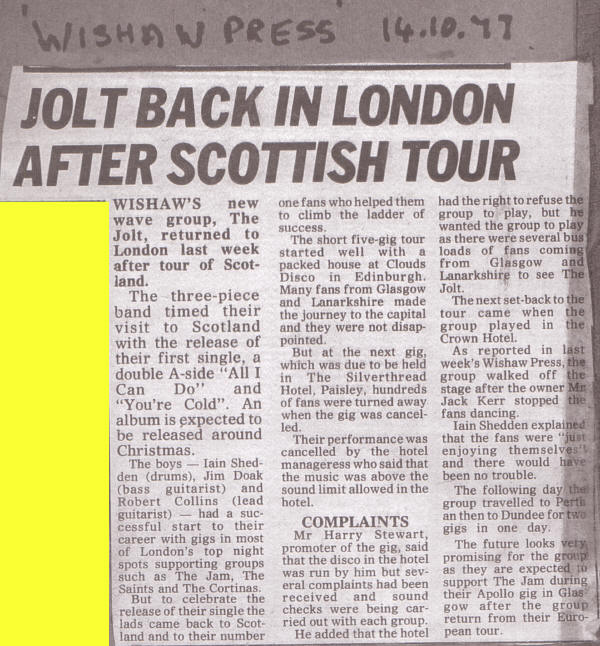 'WISHAW PRESS' 14.10.77
JOLT BACK IN LONDON
AFTER SCOTTISH TOUR
WISHAW'S new
wave group, The
Jolt, returned to
London last week
after tour of Scot-
land.
The three-piece
band timed their
visit to Scotland
with the release of
their first single, a
double A-side "All I
Can Do" and
"You're Cold". An
album is expected to
be released around
Christmas.
The boys — Iain Shed-
den (drums), Jim Doak
(bass guitarist) and
Robert Collins (lead
guitarist) — had a suc-
cessful start to their
career with gigs in most
of London's top night
spots supporting groups
such as The Jam, The
Saints and The Cortinas.
But to celebrate the
release of their single the
lads came back to Scot-
land and to their number
one fans who helped them
to climb the ladder of
success.
The short five-gig tour
started well with a
packed house at Clouds
Disco in Edinburgh.
Many fans from Glasgow
and Lanarkshire made
the journey to the capital
and they were not disap-
pointed.
But at the next gig,
which was due to be held
in The Silverthread
Hotel, Paisley, hundreds
of fans were turned away
when the gig was cancel-
led.
Their performance was
cancelled by the hotel
manageress who said that
the music was above the
sound limit allowed in the
hotel.
COMPLAINTS
Mr Harry Stewart,
promoter of the gig, said
that the disco in the hotel
was run by him but sev-
eral complaints had been
received and sound
checks were being car-
ried out with each group.
He added that the hotel
had the right to refuse the
group to play, but he
wanted the group to play
as there were several bus
loads of fans coming
from Glasgow and
Lanarkshire to see The
Jolt.
The next set-back to the
tour came when the
group played in the
Crown Hotel.
As reported in last
week's Wishaw Press, the
group walked off the
stage after the owner Mr
Jack Kerr stopped the
fans dancing.
Iain Shedden explained
that the fans were "just
enjoying themselves"
and there would have
been no trouble.
The following day the
group travelled to Perth
an then to Dundee for two
gigs in one day.
The future looks very
promising for the group
as they are expected to
support The Jam during
their Apollo gig in Glas
gow after the group
return from their Euro-
pean tour.